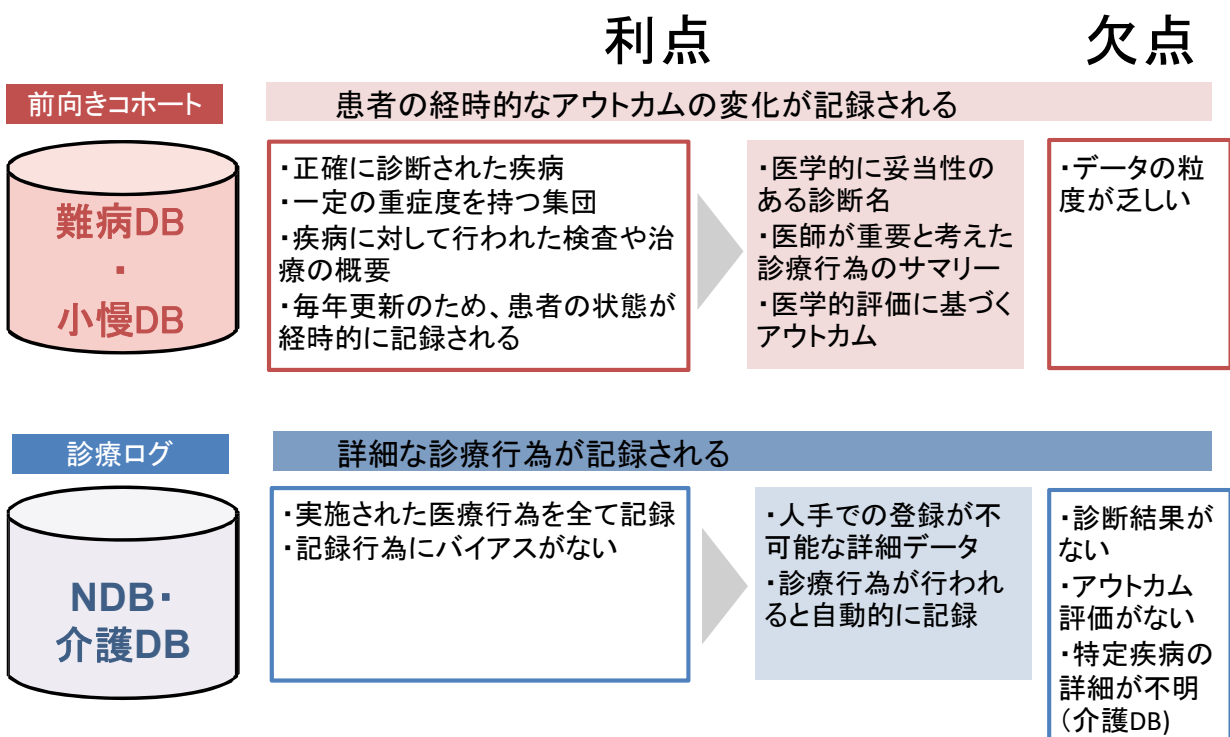 利点
欠点
前向きコホート
患者の経時的なアウトカムの変化が記録される
難病DB
・
小慢DB
・正確に診断された疾病
・一定の重症度を持つ集団
・疾病に対して行われた検査や治
療の概要
・毎年更新のため、患者の状態が
経時的に記録される
・医学的に妥当性の
ある診断名
・医師が重要と考えた
診療行為のサマリー
・医学的評価に基づく
アウトカム
・データの粒
度が乏しい
診療ログ
詳細な診療行為が記録される
NDB・
介護DB
・実施された医療行為を全て記録
・記録行為にバイアスがない
・人手での登録が不
可能な詳細データ
・診療行為が行われ
ると自動的に記録
・診断結果が
ない
・アウトカム
評価がない
・特定疾病の
詳細が不明
（介護DB)